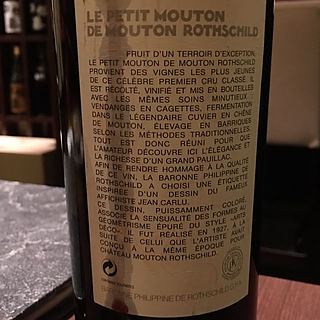 LE PETIT MOUTON
DE MOUTON ROTHSCHILD
FRUIT D'UN TERROIR D'EXCEPTION,
LE PETIT MOUTON DE MOUTON ROTHSCHILD
PROVIENT DES VIGNES LES PLUS JEUNES
DE CE CÉLÈBRE PREMIER CRU CLASSÉ. IL
EST RÉCOLTÉ, VINIFIÉ ET MIS EN BOUTEILLES
AVEC LES MÊMES SOINS MINUTIEUX :
VENDANGES EN CAGETTES, FERMENTATION
DANS LE LÉGENDAIRE CUVIER EN CHÊNE
DE MOUTON, ÉLEVAGE EN BARRIQUES
SELON LES MÉTHODES TRADITIONNELLES.
TOUT EST DONC RÉUNI POUR QUE
L'AMATEUR DÉCOUVRE ICI L'ÉLÉGANCE ET
LA RICHESSE D'UN GRAND PAUILLAC.
AFIN DE RENDRE HOMMAGE À LA QUALITÉ
DE CE VIN, LA BARONNE PHILIPPINE DE
ROTHSCHILD A CHOISI UNE ÉTIQUETTE
INSPIRÉE D'UN DESSIN DU FAMEUX
AFFICHISTE JEAN CARLU.
CE DESSIN, PUISSAMMENT COLORÉ,
ASSOCIE LA SENSUALITÉ DES FORMES AU
GÉOMÉTRISME ÉPURÉ DU STYLE «ARTS
DÉCO». IL FUT RÉALISÉ EN 1927, À LA
SUITE DE CELUI QUE L'ARTISTE AVAIT
CONÇU À LA MÊME ÉPOQUE POUR
CHÂTEAU MOUTON ROTHSCHILD.
BARONNE PHILIPPINE DE ROTHSCHILD G.F.A.